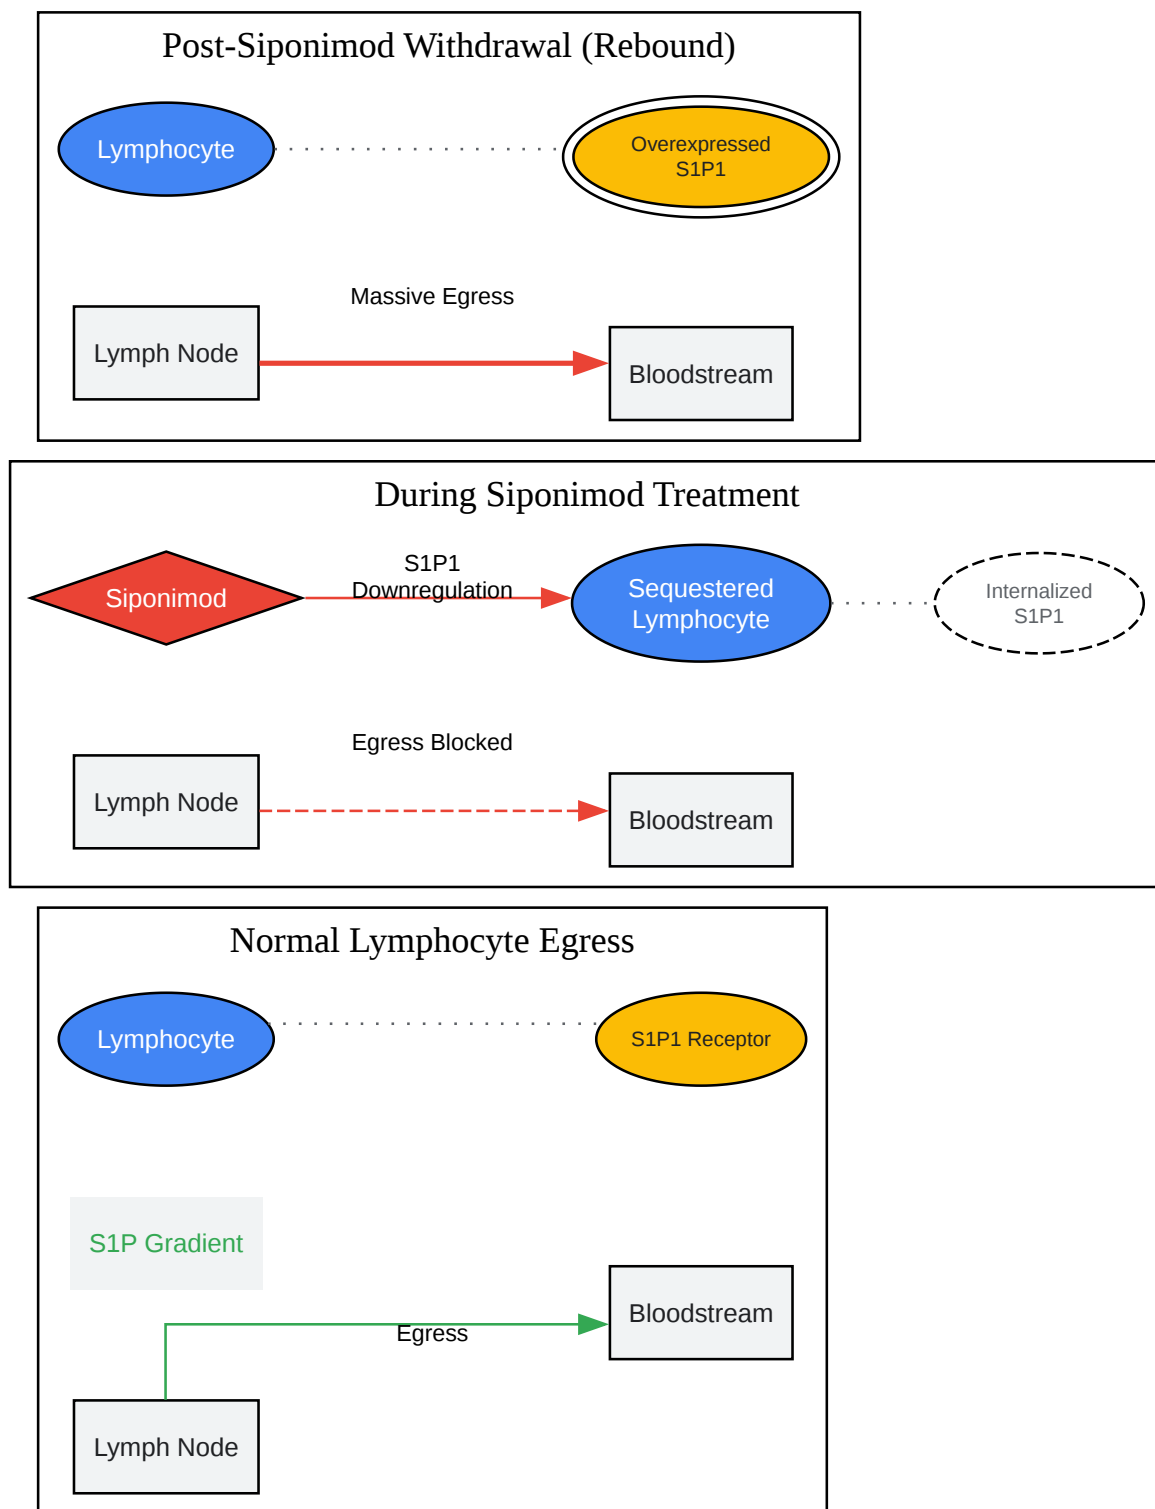 Post-Siponimod Withdrawal (Rebound)
Lymphocyte
Overexpressed
S1P1
Massive Egress
Lymph Node
Bloodstream
During Siponimod Treatment
Siponimod
S1P1
Downregulation
Sequestered
Lymphocyte
Internalized
S1P1
Egress Blocked
Lymph Node
Bloodstream
Normal Lymphocyte Egress
Lymphocyte
S1P1 Receptor
S1P Gradient
Bloodstream
Egress
Lymph Node